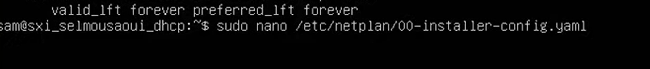 valid_lft forever preferred_lft forever
sam@sxi_selmousaoui_dhcp:~$ sudo nano /etc/netplan/00-installer-config.yaml